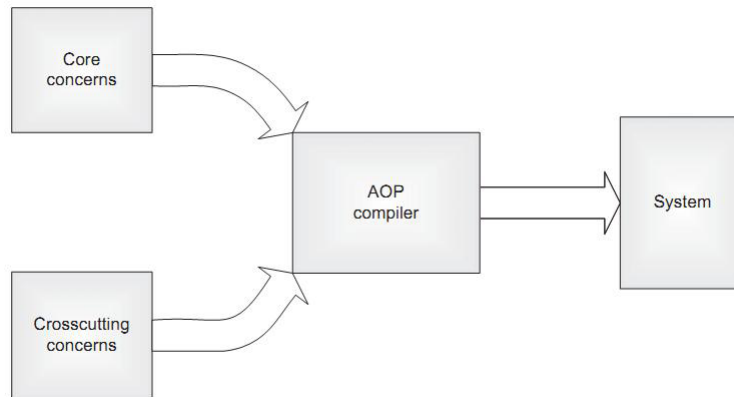 Core
concerns
AOP
compiler
System
Crosscutting
concerns